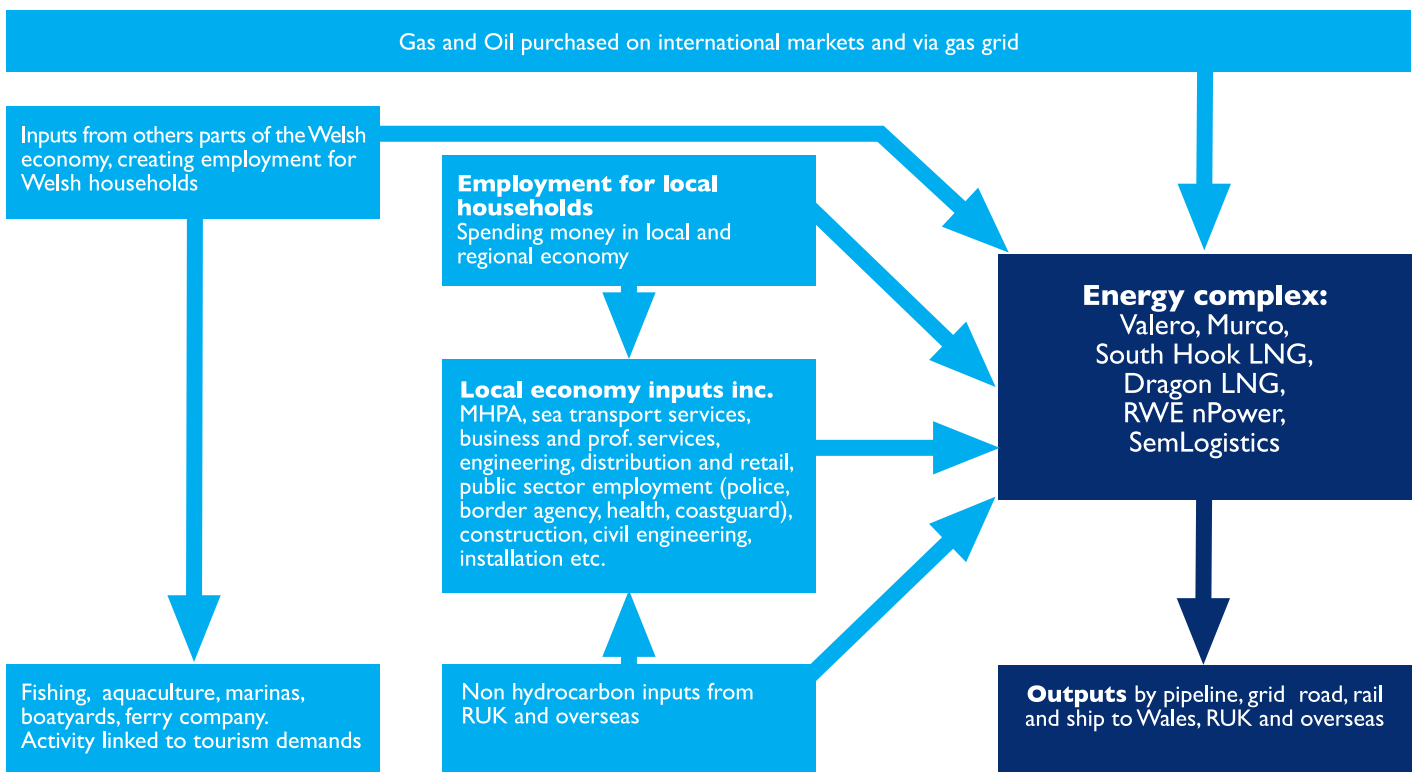 Gas and Oil purchased on international markets and via gas grid
Inputs from others parts of the Welsh
economy, creating employment for
Welsh households
Employment for local
households
Spending money in local and
regional economy
Energy complex:
Valero, Murco,
South Hook LNG,
Dragon LNG,
RWE nPower,
SemLogistics
Local economy inputs inc.
MHPA, sea transport services,
business and prof. services,
engineering, distribution and retail,
public sector employment (police,
border agency, health, coastguard),
construction, civil engineering,
installation etc.
Fishing, aquaculture, marinas,
boatyards, ferry company.
Activity linked to tourism demands
Non hydrocarbon inputs from
RUK and overseas
Outputs by pipeline, grid road, rail
and ship to Wales, RUK and overseas